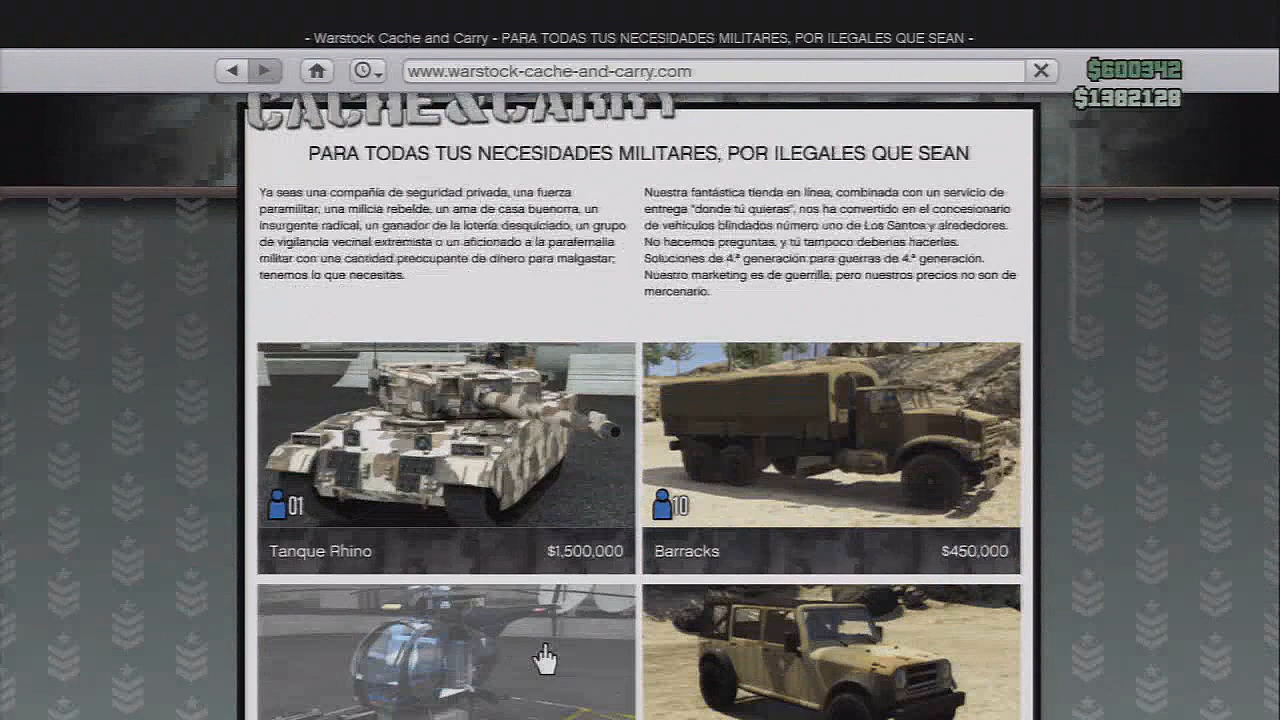 - Warstock Cache and Carry - PARA TODAS TUS NECESIDADES MILITARES, POR ILEGALES QUE SEAN -
www.warstock-cache-and-carry.com
$600342
$1382128
CACHE&CARRY
PARA TODAS TUS NECESIDADES MILITARES, POR ILEGALES QUE SEAN
Ya seas una compañía de seguridad privada, una fuerza
paramilitar, una milicia rebelde, un ama de casa buenorra, un
insurgente radical, un ganador de la lotería desquiciado, un grupo
de vigilancia vecinal extremista o un aficionado a la parafernalia
militar con una cantidad preocupante de dinero para malgastar;
tenemos lo que necesitas.
Nuestra fantástica tienda en línea, combinada con un servicio de
entrega "donde tú quieras", nos ha convertido en el concesionario
de vehículos blindados número uno de Los Santos y alrededores.
No hacemos preguntas, y tú tampoco deberías hacerlas.
Soluciones de 4.ª generación para guerras de 4.ª generación.
Nuestro marketing es de guerrilla, pero nuestros precios no son de
mercenario.
01
Tanque Rhino $1,500,000
10
Barracks $450,000